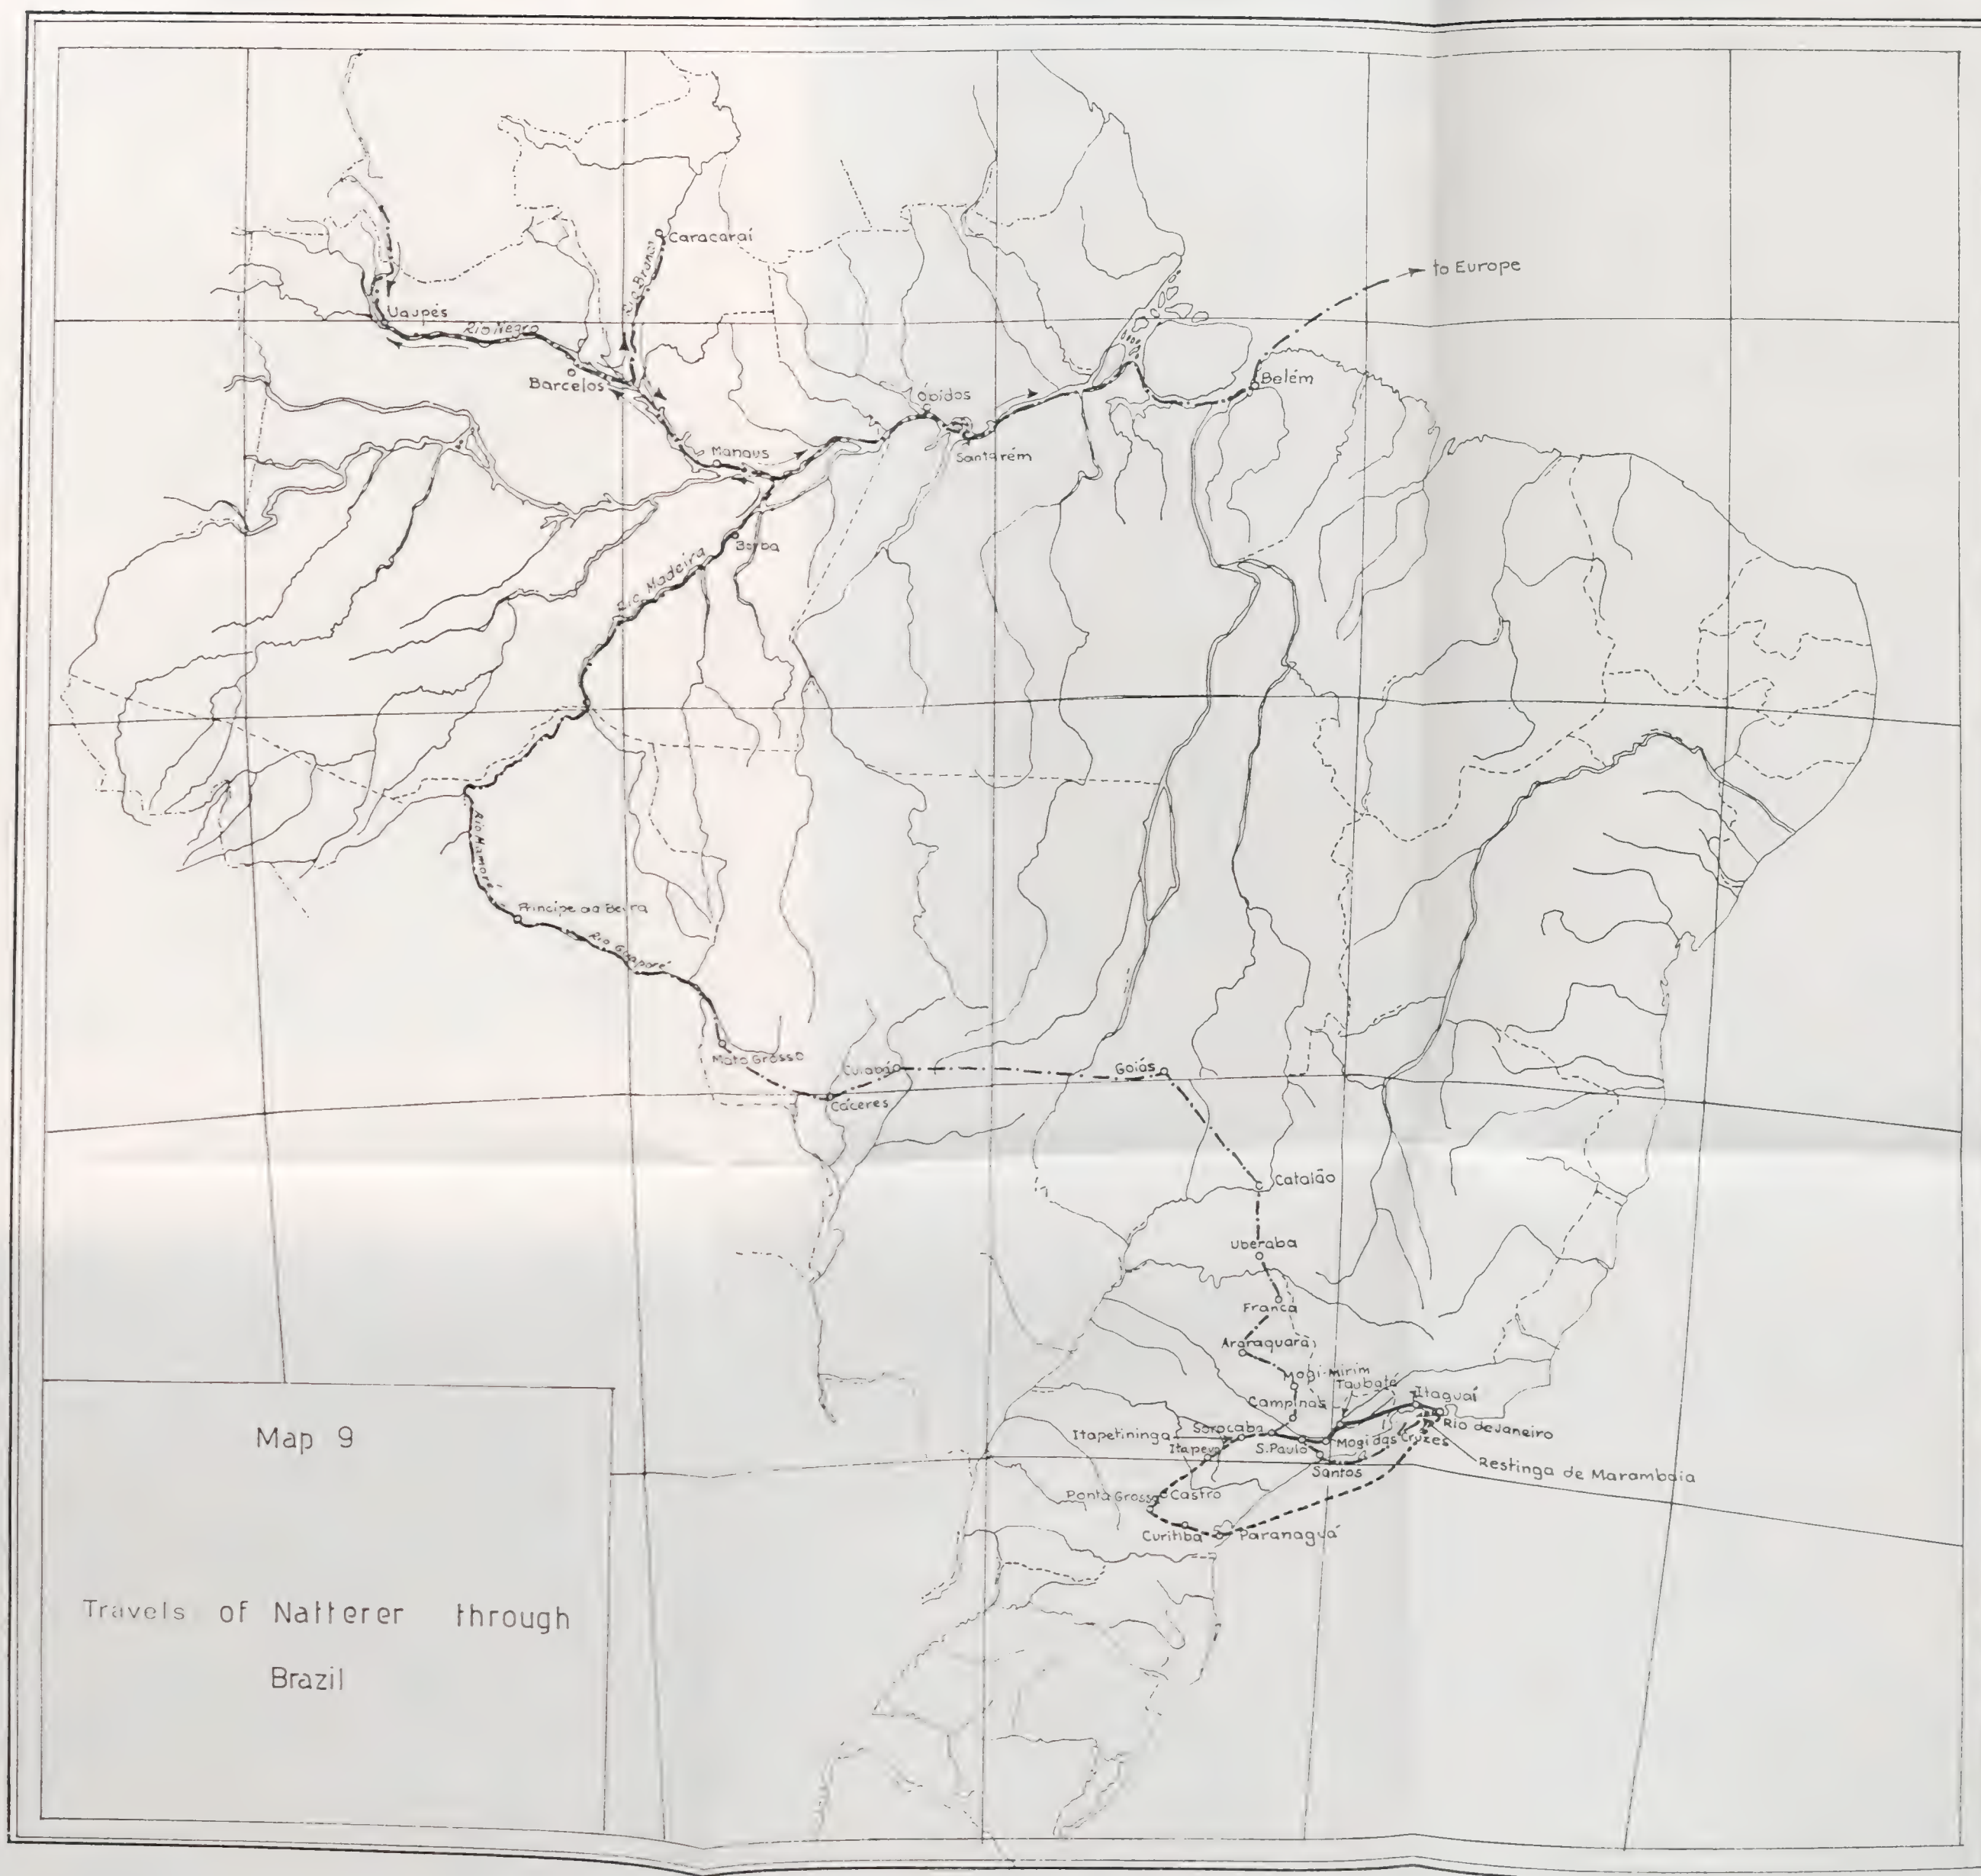 Caracaraí
Rio Branco
to Europe
Uaupés
Rio Negro
Barcelos
Belém
Óbidos
Santarém
Manaus
Borba
Rio Madeira
Rio Mamoré
Príncipe da Beira
Rio Guaporé
Mato Grosso
Cuiabá
Cáceres
Goiás
Catalão
Uberaba
Franca
Araraquara
Mogi-Mirim
Taubaté
Campinas
Itaguaí
Rio de Janeiro
Sorocaba
Itapetininga
Itapeva
S.Paulo
Mogi das Cruzes
Santos
Restinga de Marambaia
Ponta Grossa
Castro
Curitiba
Paranaguá
Map 9
Travels of Natterer through
Brazil